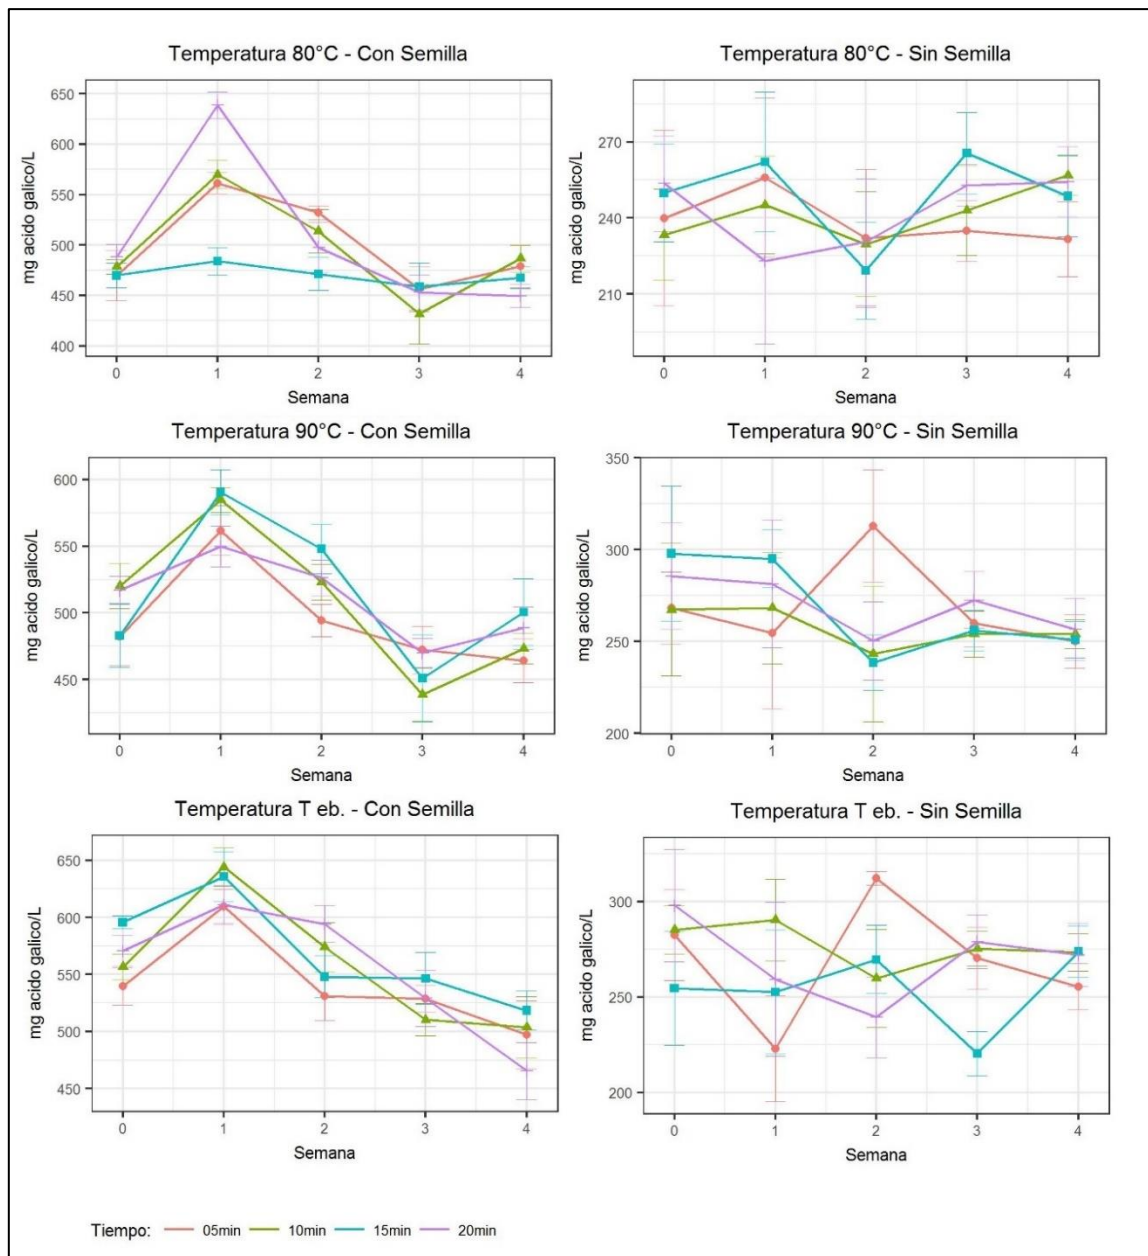 Temperatura 80°C - Con Semilla
mg acido galico/L
650
600
550
500
450
400
0 1 2 3 4
Semana
Temperatura 80°C - Sin Semilla
mg acido galico/L
270
240
210
0 1 2 3 4
Semana
Temperatura 90°C - Con Semilla
mg acido galico/L
600
550
500
450
0 1 2 3 4
Semana
Temperatura 90°C - Sin Semilla
mg acido galico/L
350
300
250
200
0 1 2 3 4
Semana
Temperatura T eb. - Con Semilla
mg acido galico/L
650
600
550
500
450
0 1 2 3 4
Semana
Temperatura T eb. - Sin Semilla
mg acido galico/L
300
250
200
0 1 2 3 4
Semana
Tiempo: 05min 10min 15min 20min